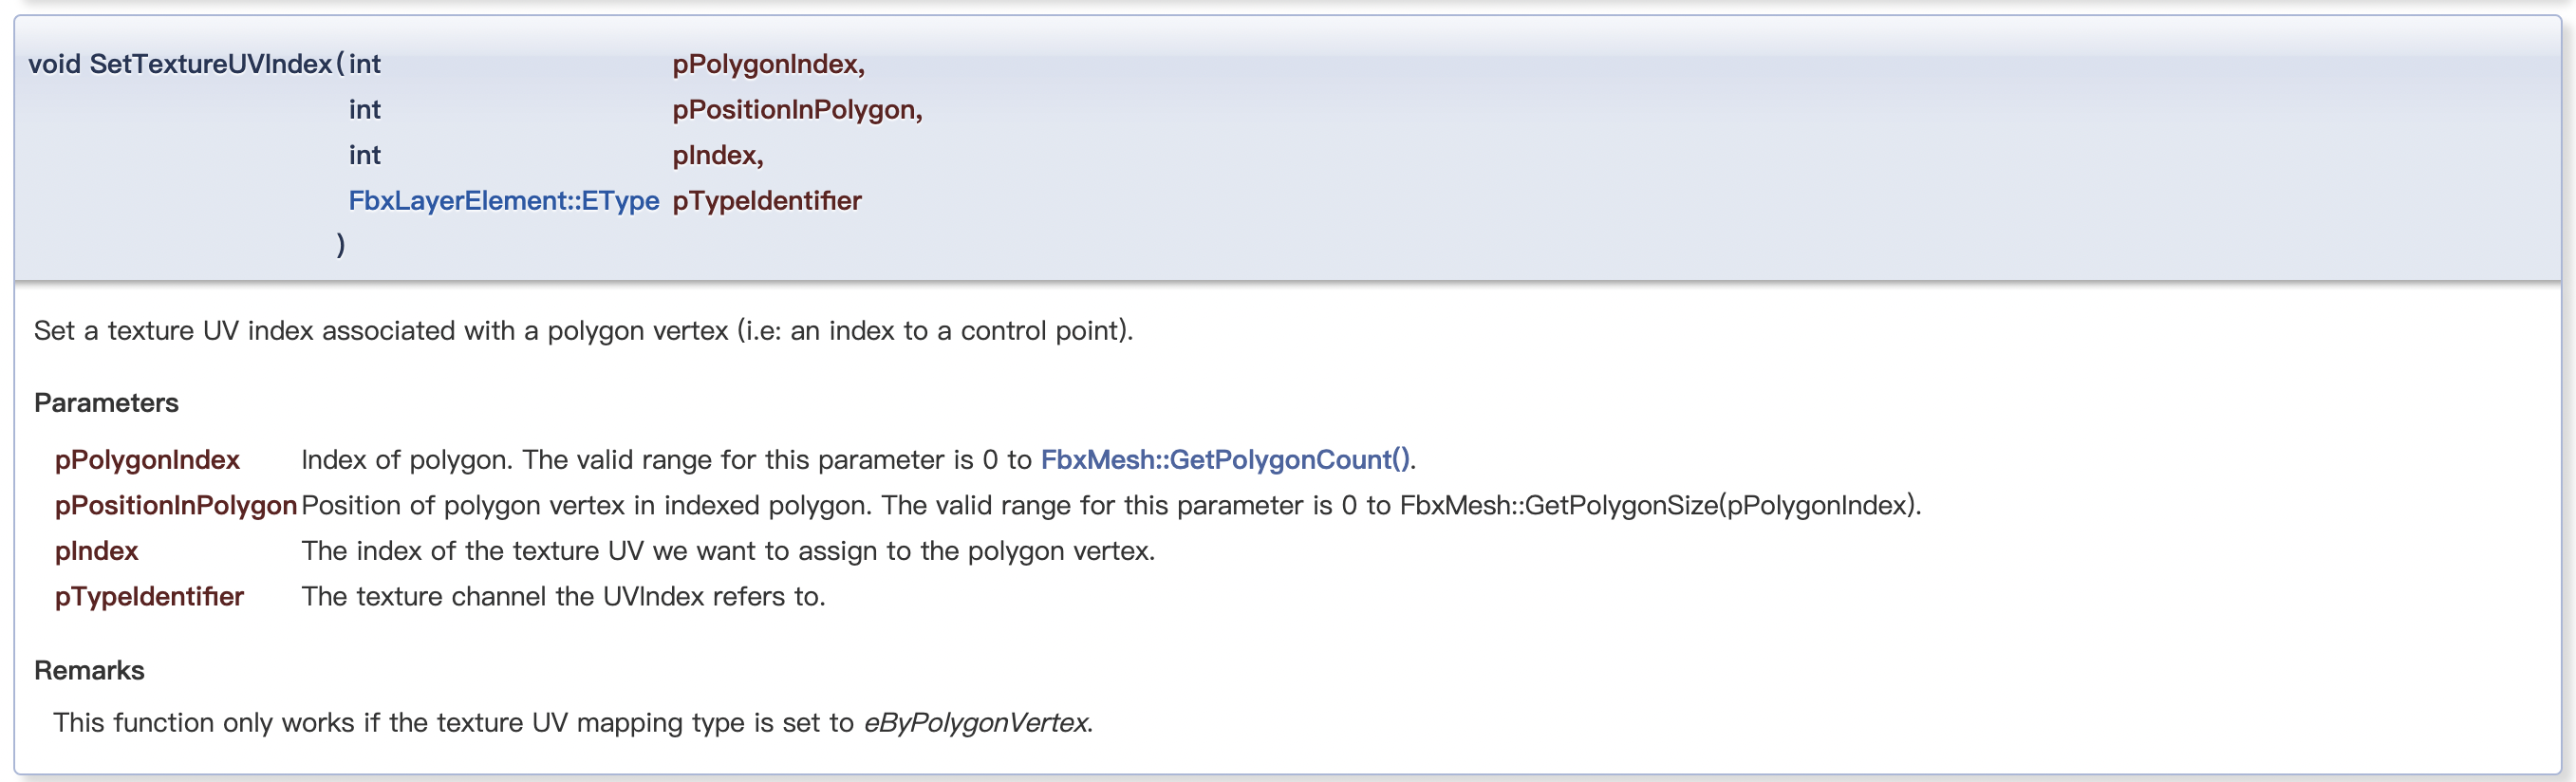 void SetTextureUVIndex ( int pPolygonIndex,
int pPositionInPolygon,
int pIndex,
FbxLayerElement::EType pTypeIdentifier
)
Set a texture UV index associated with a polygon vertex (i.e: an index to a control point).
Parameters
pPolygonIndex Index of polygon. The valid range for this parameter is 0 to FbxMesh::GetPolygonCount().
pPositionInPolygon Position of polygon vertex in indexed polygon. The valid range for this parameter is 0 to FbxMesh::GetPolygonSize(pPolygonIndex).
pIndex The index of the texture UV we want to assign to the polygon vertex.
pTypeIdentifier The texture channel the UVIndex refers to.
Remarks
This function only works if the texture UV mapping type is set to eByPolygonVertex.